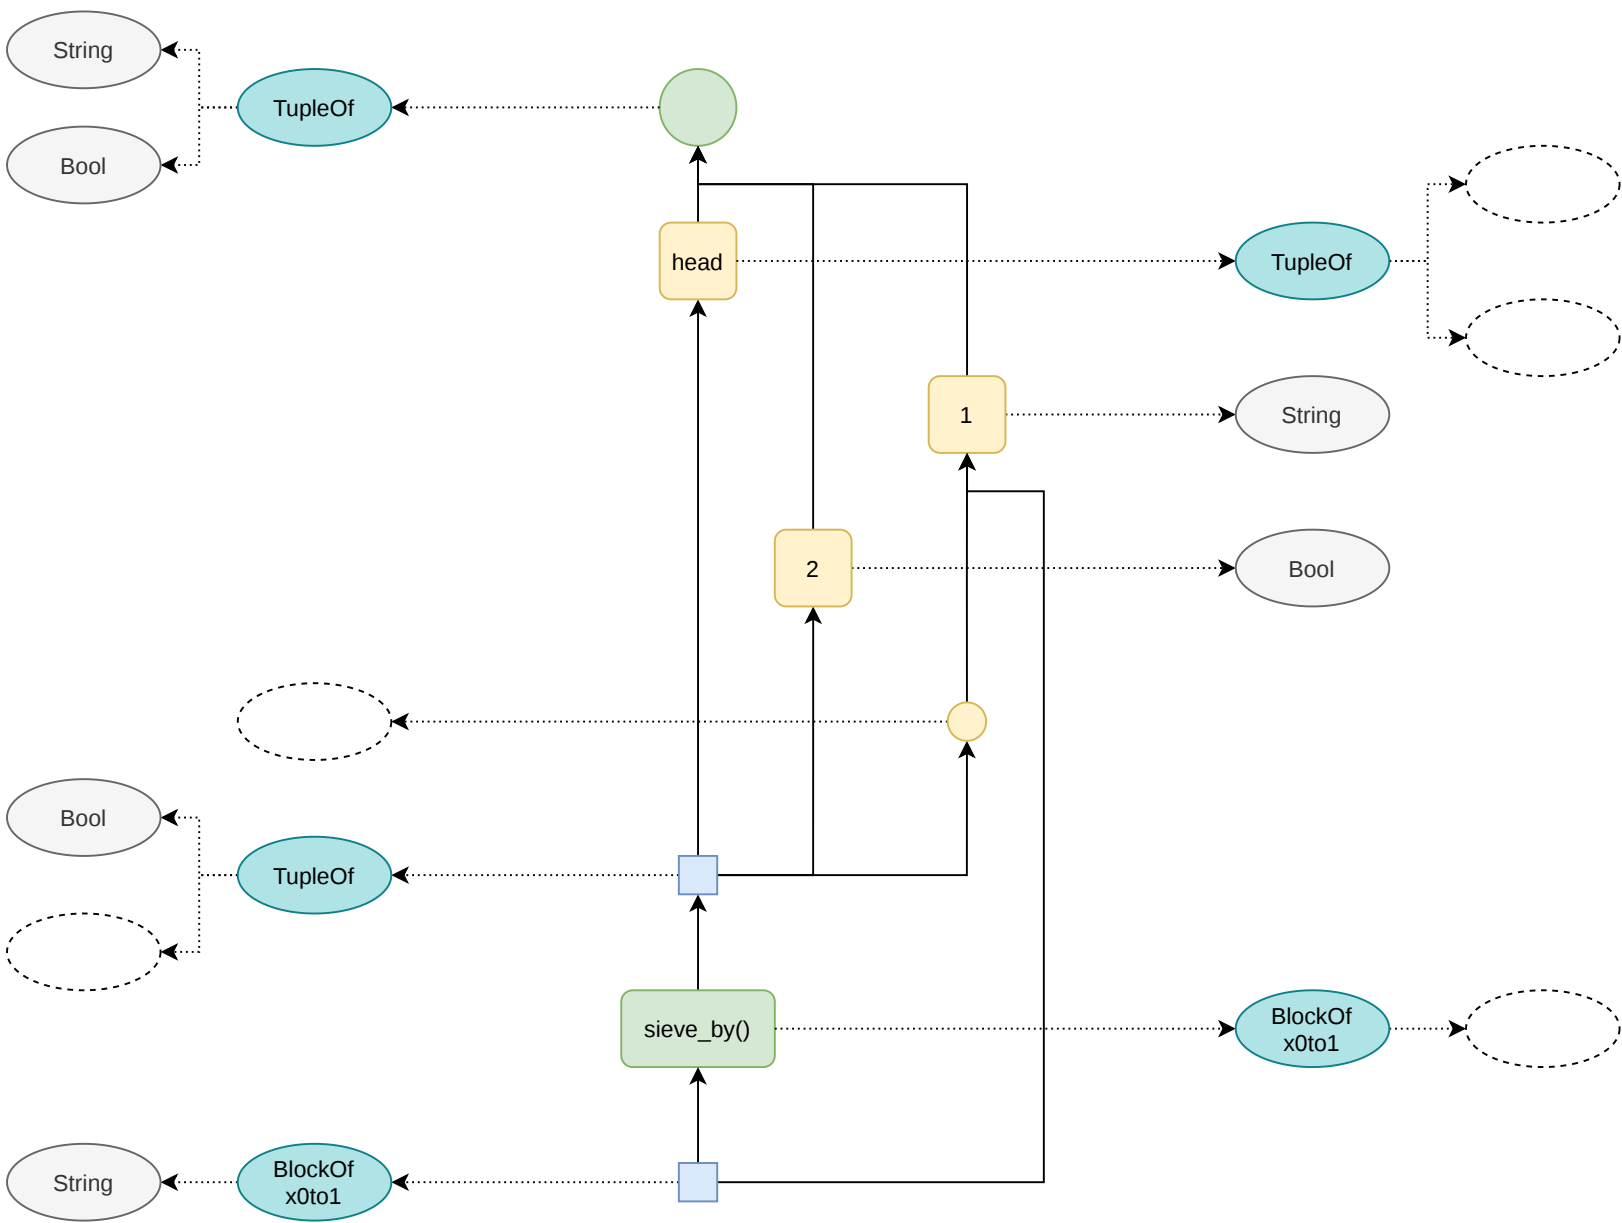 String
TupleOf
Bool
head
TupleOf
1
String
2
Bool
Bool
TupleOf
sieve_by()
BlockOf
x0to1
String
BlockOf
x0to1